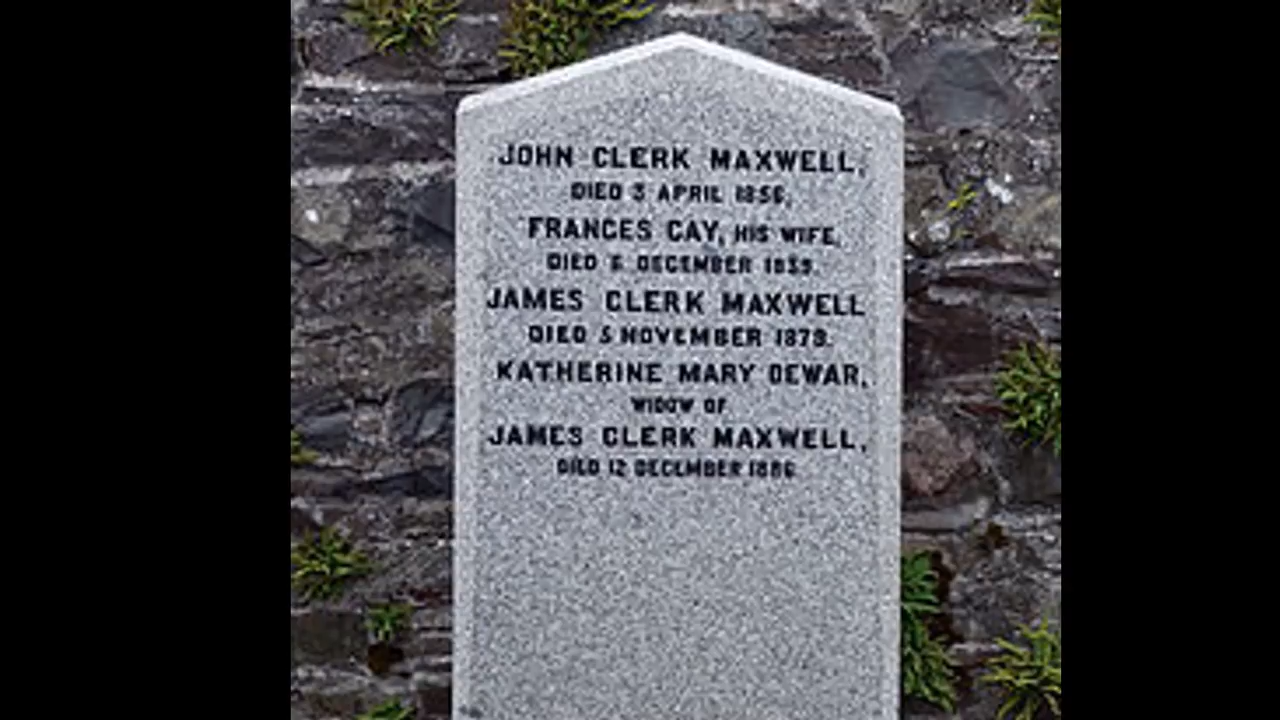 JOHN CLERK MAXWELL,
DIED 3 APRIL 1856,
FRANCES CAY, HIS WIFE,
DIED 6 DECEMBER 1839.
JAMES CLERK MAXWELL
DIED 5 NOVEMBER 1879.
KATHERINE MARY DEWAR,
WIDOW OF
JAMES CLERK MAXWELL,
DIED 12 DECEMBER 1886